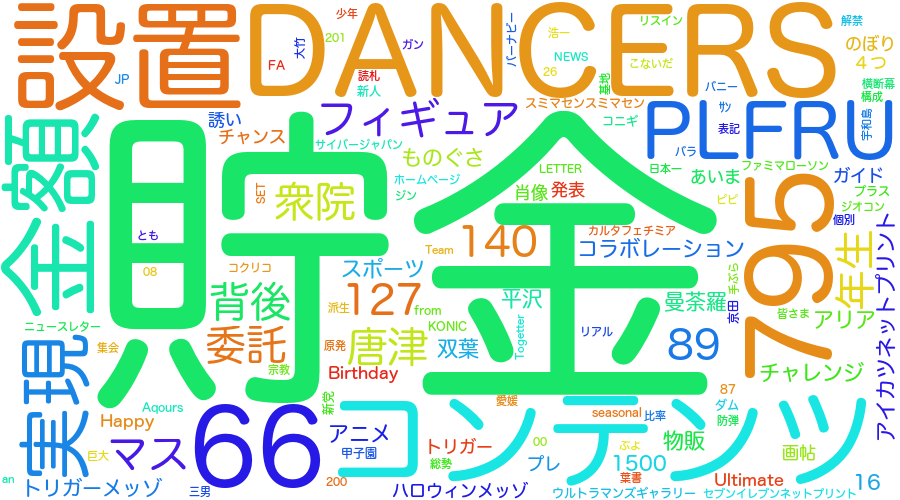 設置
DANCERS
少年
大竹
201
ガン
バーナビー
浩一
NEWS
26
リスイン
こないだ
基地
解禁
のぼり
4つ
横断幕
構成
JP
FA
読札
新人
誘い
チャンス
フィギュア
サイバージャパン
スミマセンスミマセン
コニギ
バニー
サン
表記
バラ
宇和島
PLFRU
金額
貯金
とも
08
SET
衆院
ものぐさ
ホームページ
ジン
LETTER
肖像
発表
日本一
あいま
ファミマローソン
ガイド
プラス
ジオコン
個別
ビビ
795
年生
アイカツネットプリント
カルタフェチミア
コラボレーション
140
Team
コクリコ
スポーツ
127
from
派生
背後
委託
宗教
原発
唐津
KONIC
双葉
Togetter
平沢
リアル
曼荼羅
手ぶら
京田
89
皆さま
アリア
チャレンジ
ニュースレター
実現
集会
Birthday
新党
Aqours
Happy
マス
巨大
66
コンテンツ
愛媛
seasonal
比率
87
ダム
防弾
an
トリガーメッゾ
三男
アニメ
甲子園
200
トリガー
総勢
ハロウィンメッゾ
00
プレ
ぷよ
1500
葉書
物販
画帖
Ultimate
16
ウルトラマンズギャラリー
セブンイレブンネットプリント